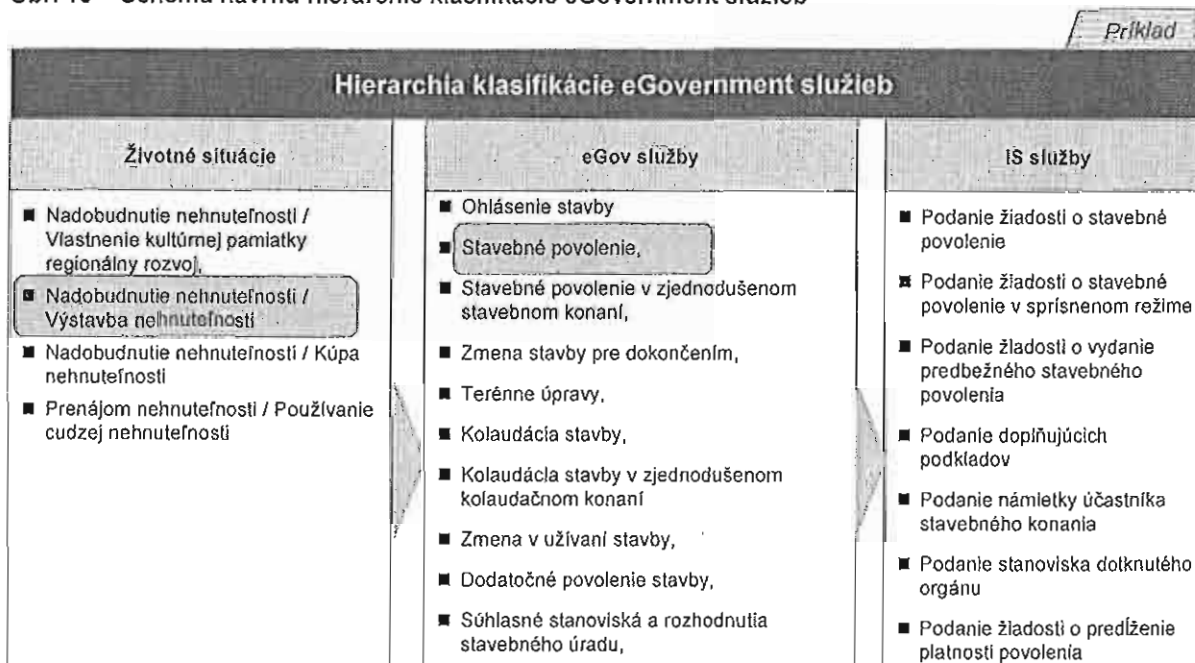 Príklad
Hierarchia klasifikácie eGovernment služieb
Životné situácie
■ Nadobudnutie nehnuteľnosti /
Vlastnenie kultúrnej pamiatky
regionálny rozvoj,
■ Nadobudnutie nehnuteľnosti /
Výstavba nehnuteľnosti
■ Nadobudnutie nehnuteľnosti / Kúpa
nehnuteľnosti
■ Prenájom nehnuteľnosti / Používanie
cudzej nehnuteľnosti
eGov služby
■ Ohlásenie stavby
■ Stavebné povolenie,
■ Stavebné povolenie v zjednodušenom
stavebnom konaní,
■ Zmena stavby pre dokončením,
■ Terénne úpravy,
■ Kolaudácia stavby,
■ Kolaudácia stavby v zjednodušenom
kolaudačnom konaní
■ Zmena v užívaní stavby,
■ Dodatočné povolenie stavby,
■ Súhlasné stanoviská a rozhodnutia
stavebného úradu,
IS služby
■ Podanie žiadosti o stavebné
povolenie
■ Podanie žiadosti o stavebné
povolenie v sprísnenom režime
■ Podanie žiadosti o vydanie
predbežného stavebného
povolenia
■ Podanie doplňujúcich
podkladov
■ Podanie námietky účastníka
stavebného konania
■ Podanie stanoviska dotknutého
orgánu
■ Podanie žiadosti o predĺženie
platnosti povolenia